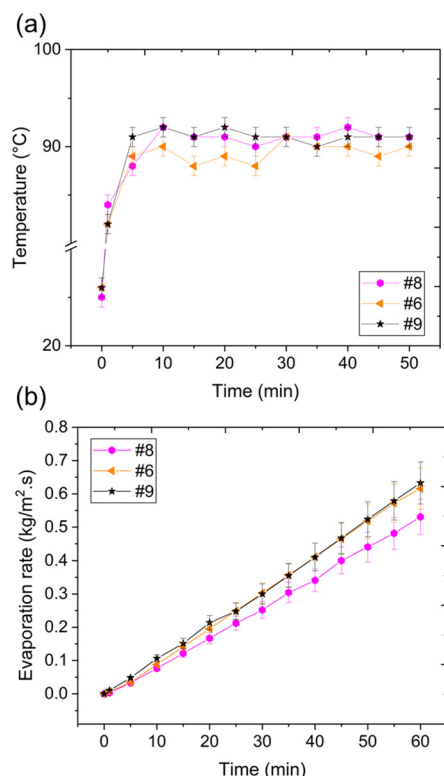 (a)
100
90
20
Temperature (°C)
#8
#6
#9
0 10 20 30 40 50
Time (min)
(b)
0.8
0.7
0.6
0.5
0.4
0.3
0.2
0.1
0.0
Evaporation rate (kg/m².s)
#8
#6
#9
0 10 20 30 40 50 60
Time (min)